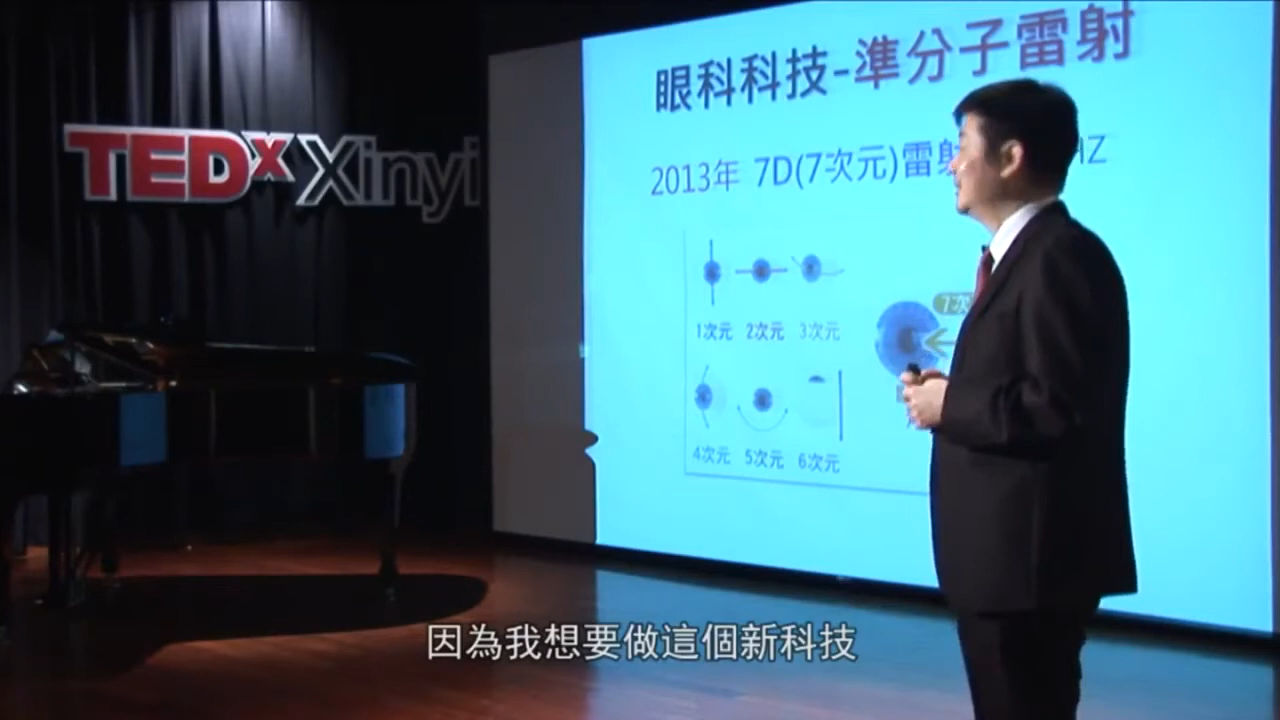 TEDxXinyi
眼科科技-準分子雷射
2013年 7D(7次元)雷射 HZ
7次
1次元 2次元 3次元
4次元 5次元 6次元
因為我想要做這個新科技